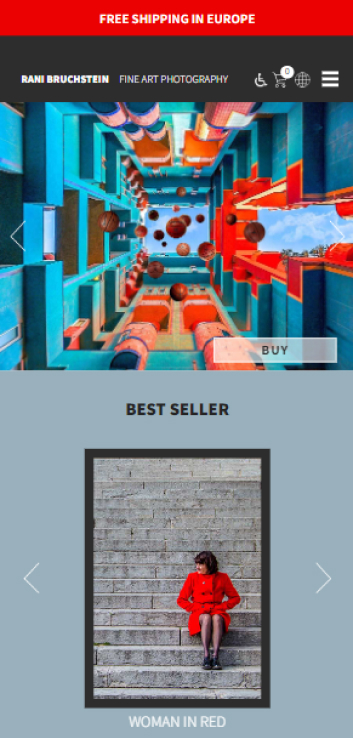 FREE SHIPPING IN EUROPE
RANI BRUCHSTEIN FINE ART PHOTOGRAPHY
0
BUY
BEST SELLER
WOMAN IN RED